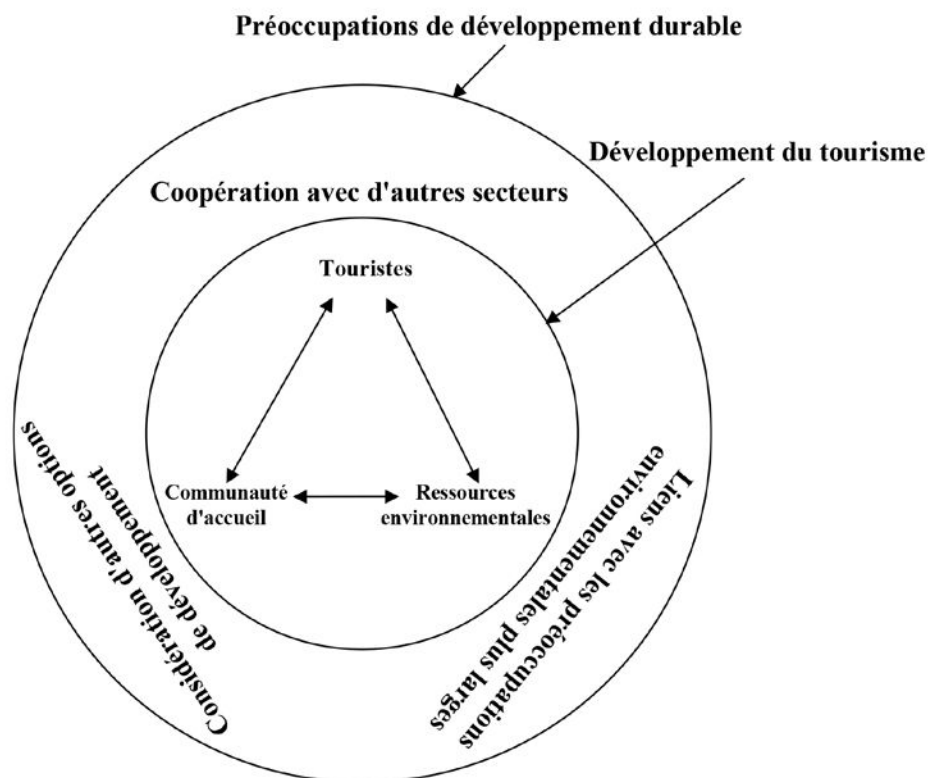 Préoccupations de développement durable
Développement du tourisme
Coopération avec d'autres secteurs
Touristes
Communauté
d'accueil
Ressources
environnementales
Considération d'autres options
de développement
Liens avec les préoccupations
environnementales plus larges